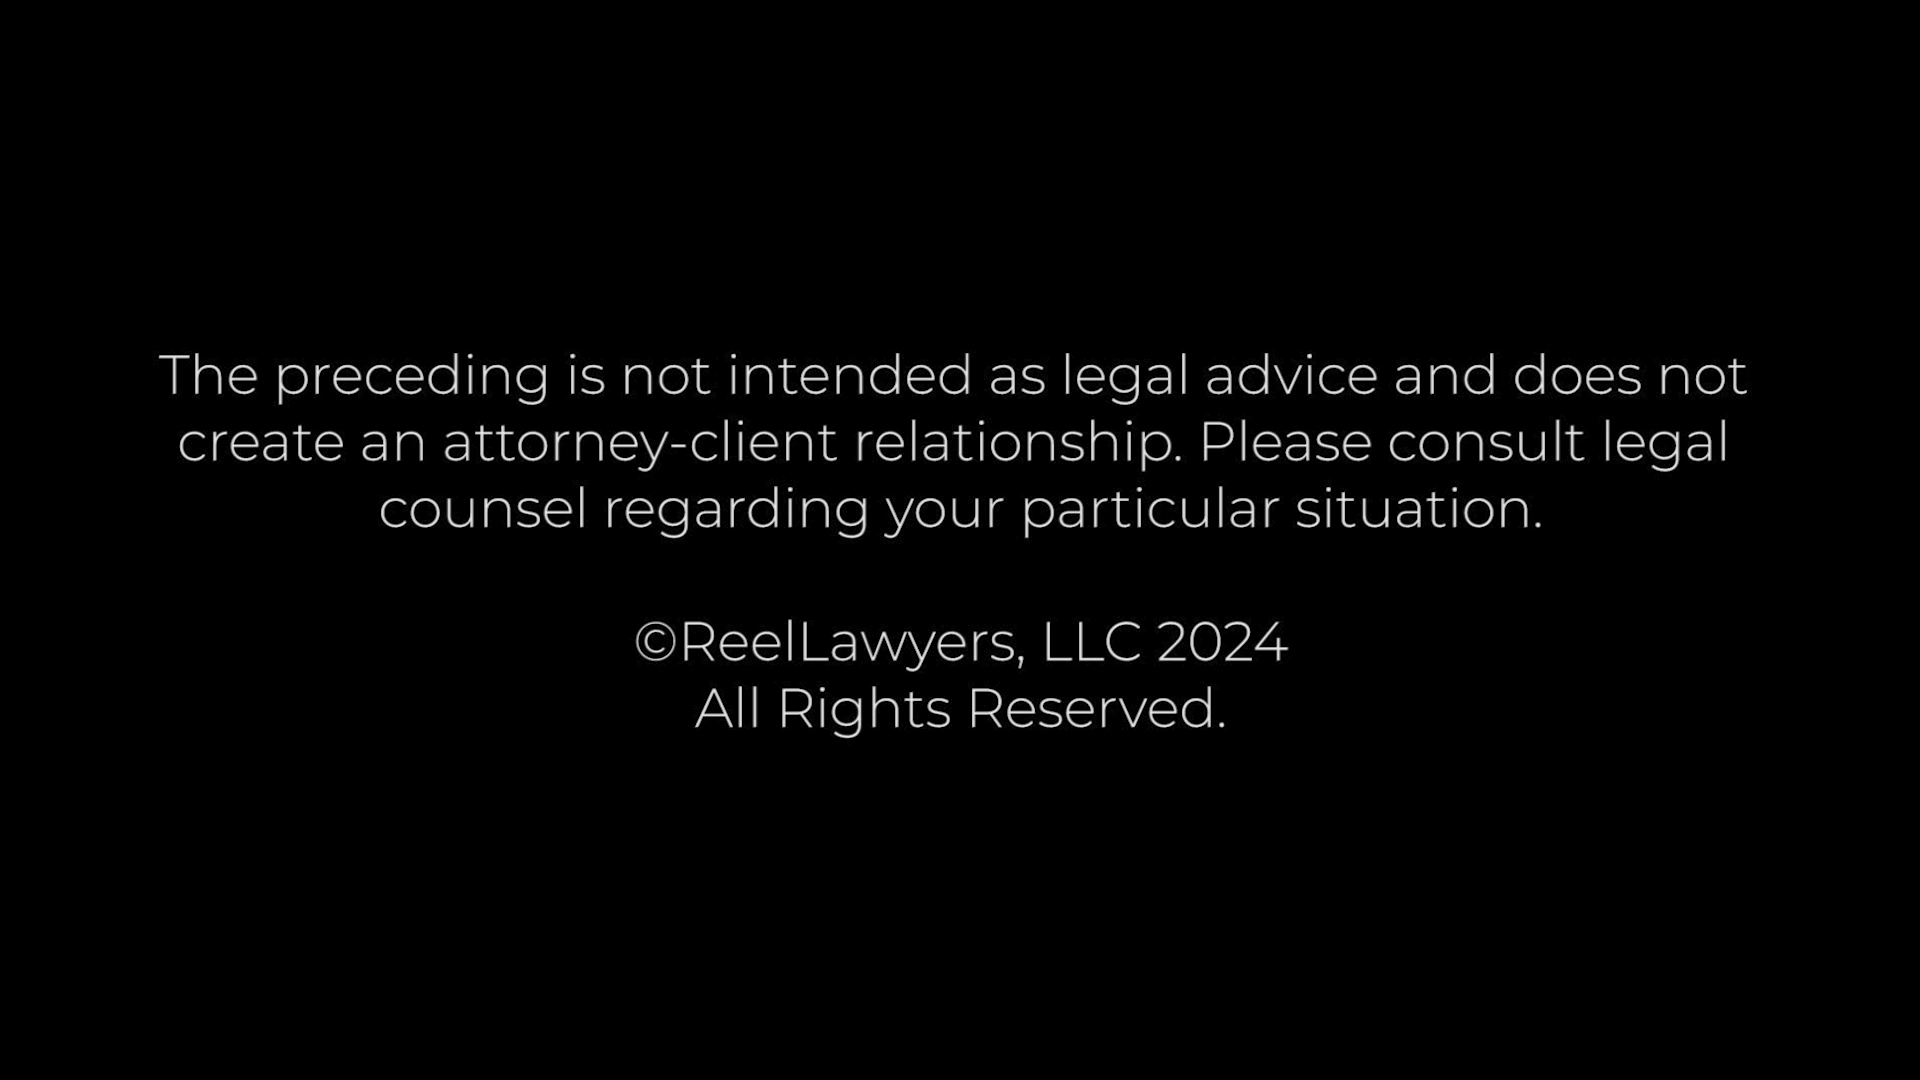 The preceding is not intended as legal advice and does not
create an attorney-client relationship. Please consult legal
counsel regarding your particular situation.
©ReelLawyers, LLC 2024
All Rights Reserved.